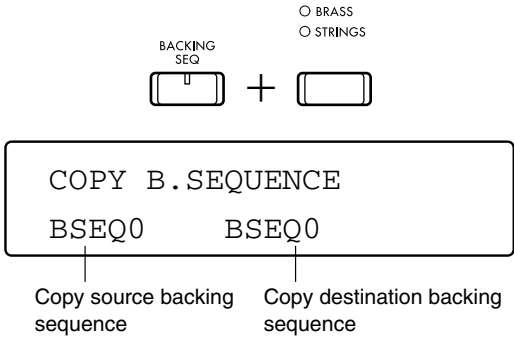 BRASS
STRINGS
BACKING
SEQ
+
COPY B.SEQUENCE
BSEQ0 BSEQ0
Copy source backing
sequence
Copy destination backing
sequence